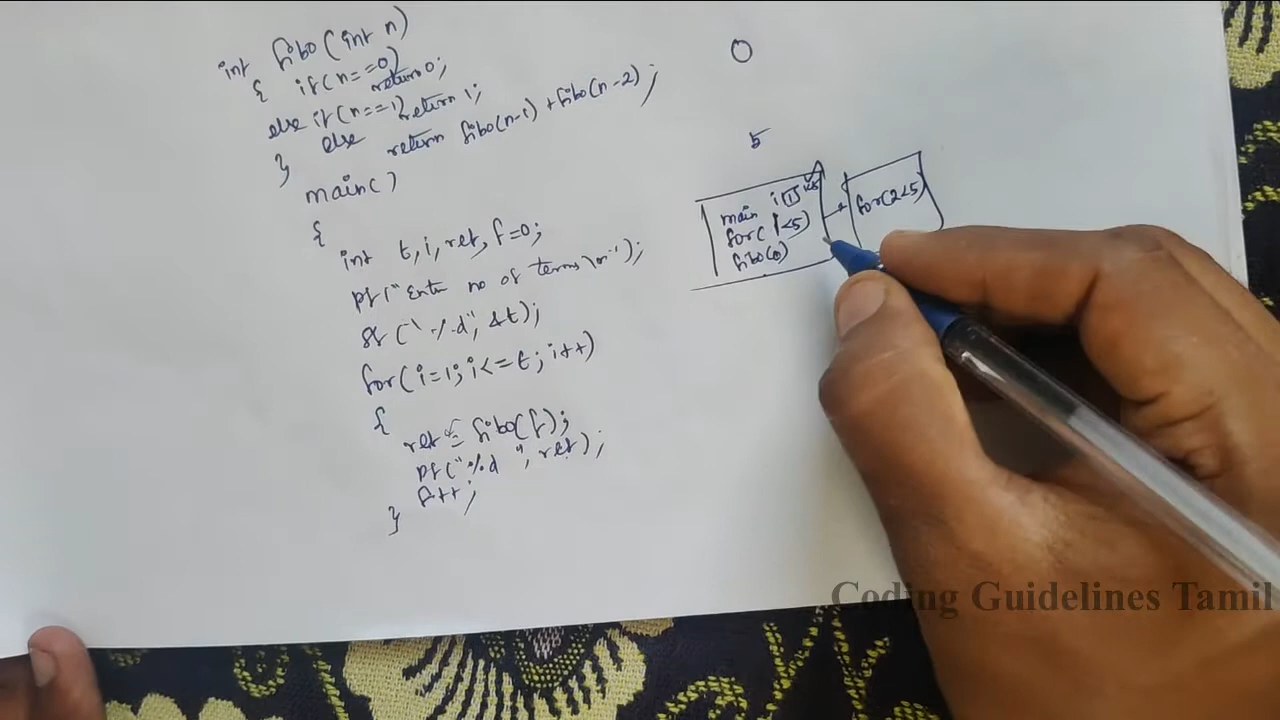 int fibo(int n)
{ if(n==0)
return 0;
else if(n==1) return 1;
else
return fibo(n-1) + fibo(n-2);
}
main()
{
int t, i, ret, f=0;
pf("Enter no of terms\n");
sf("%d", &t);
for(i=1; i<=t; i++)
{
ret = fibo(f);
pf("%d ", ret);
f++;
}
0
5
main i 1
for(1<5)
fibo(0)
for(2<5)
Coding Guidelines Tamil